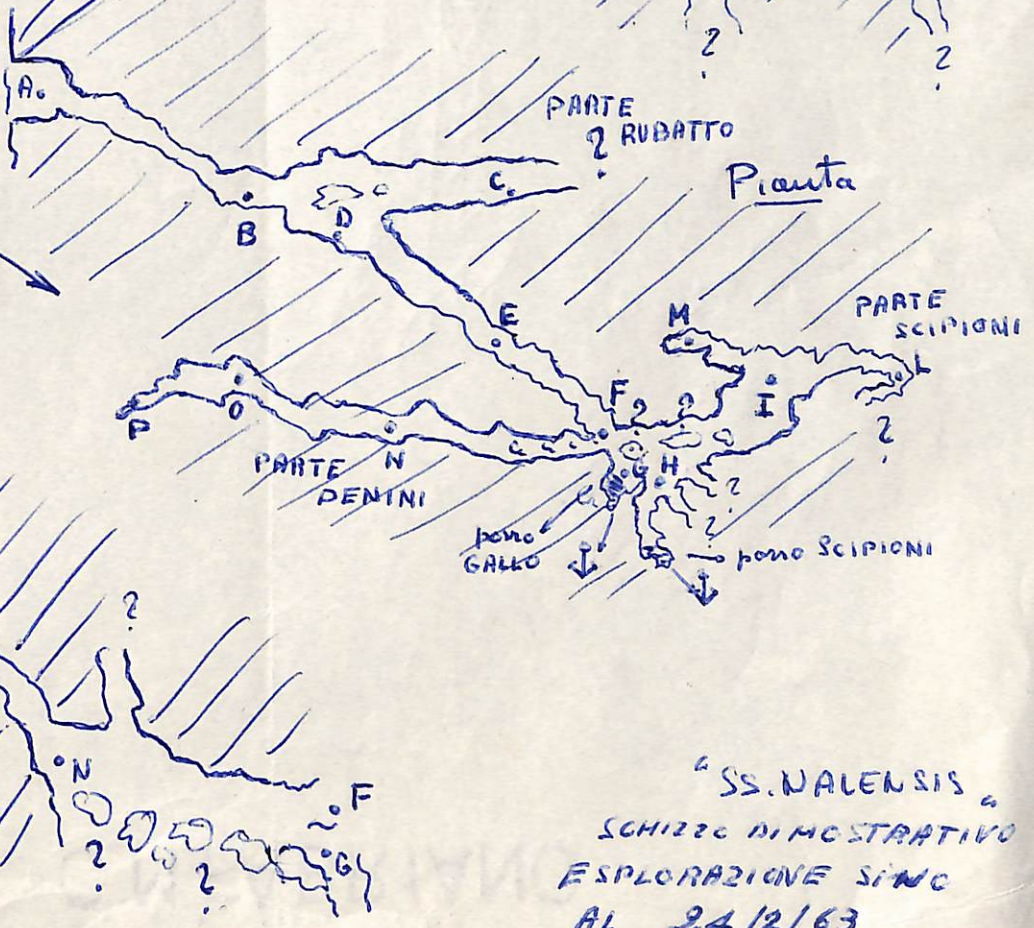 ?
?
A.
PARTE
? RUBATTO
Pianta
C.
B
D
E
M
PARTE
SCIPIONI
L
I
F ? ?
?
P
O
N
PARTE
DENINI
G H
?
?
pozzo
GALLO
pozzo SCIPIONI
?
N
F
G
?
?
"SS. NALENSIS"
SCHIZZO DIMOSTRATIVO
ESPLORAZIONE SINO
AL 24/2/63